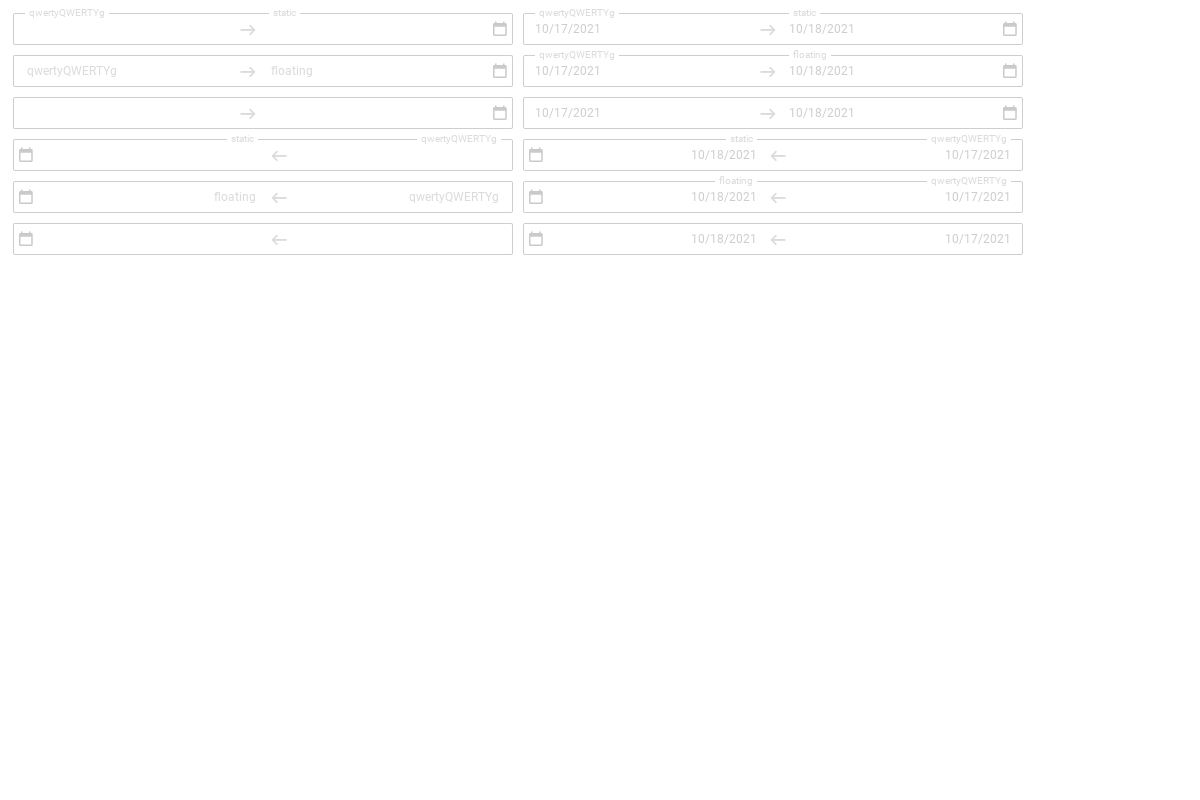 qwertyQWERTYg static qwertyQWERTYg static
10/17/2021 10/18/2021
qwertyQWERTYg floating
qwertyQWERTYg floating 10/17/2021 10/18/2021
10/17/2021 10/18/2021
static qwertyQWERTYg static qwertyQWERTYg
10/18/2021 10/17/2021
floating qwertyQWERTYg
floating qwertyQWERTYg 10/18/2021 10/17/2021
10/18/2021 10/17/2021